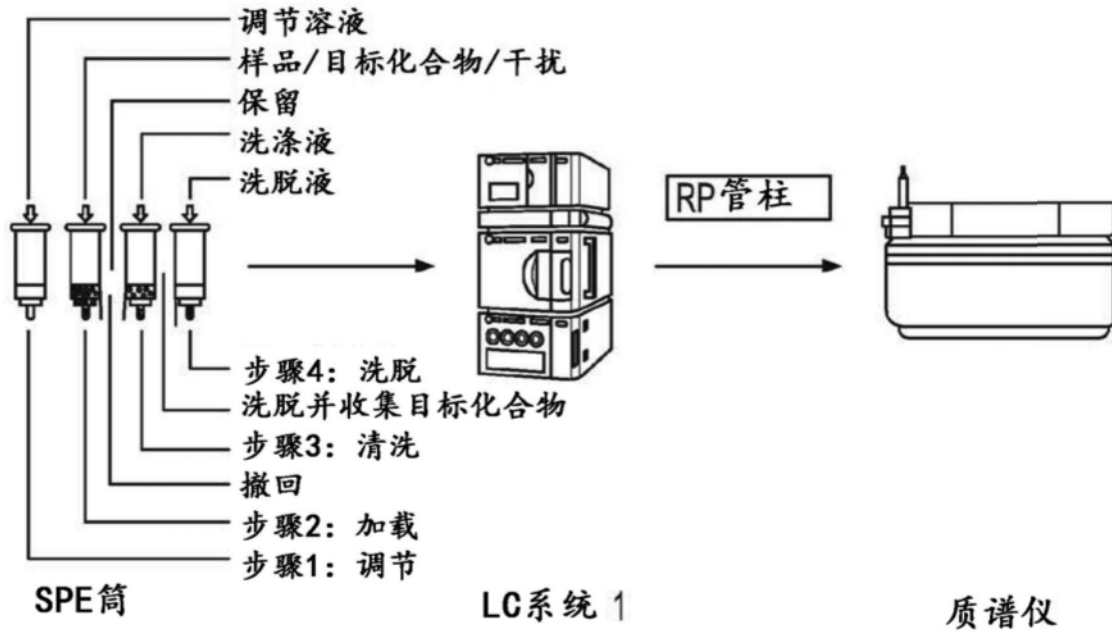 调节溶液
样品/目标化合物/干扰
保留
洗涤液
洗脱液
RP管柱
步骤4：洗脱
洗脱并收集目标化合物
步骤3：清洗
撤回
步骤2：加载
步骤1：调节
SPE筒
LC系统 1
质谱仪